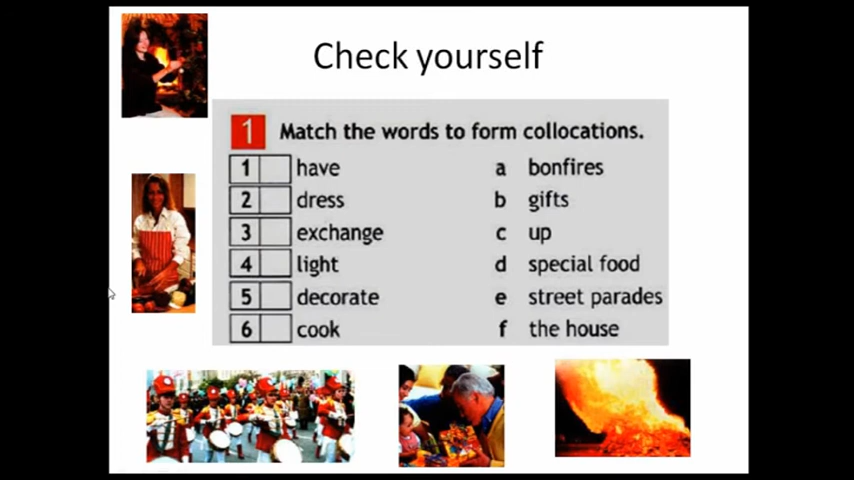 Check yourself
1 Match the words to form collocations.
1 have a bonfires
2 dress b gifts
3 exchange c up
4 light d special food
5 decorate e street parades
6 cook f the house